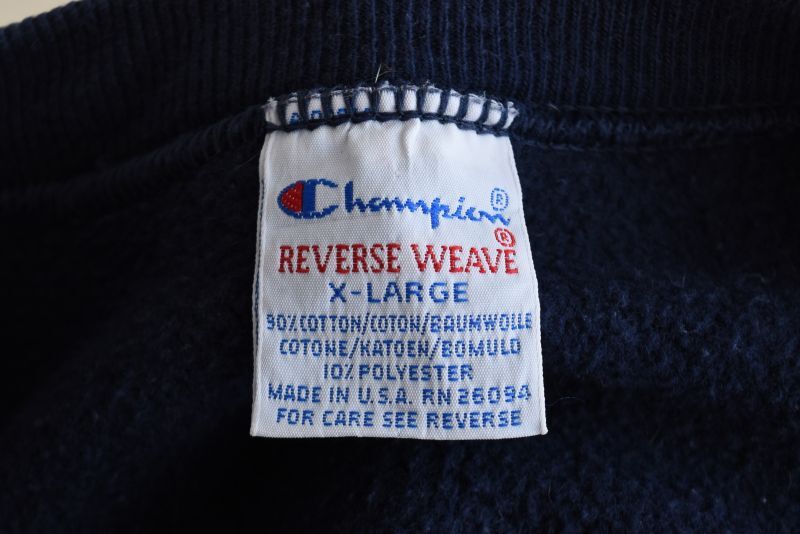 Champion®
REVERSE WEAVE®
X-LARGE
90% COTTON/COTON/BAUMWOLLE
COTONE/KATOEN/BOMULD
10% POLYESTER
MADE IN U.S.A. RN 26094
FOR CARE SEE REVERSE